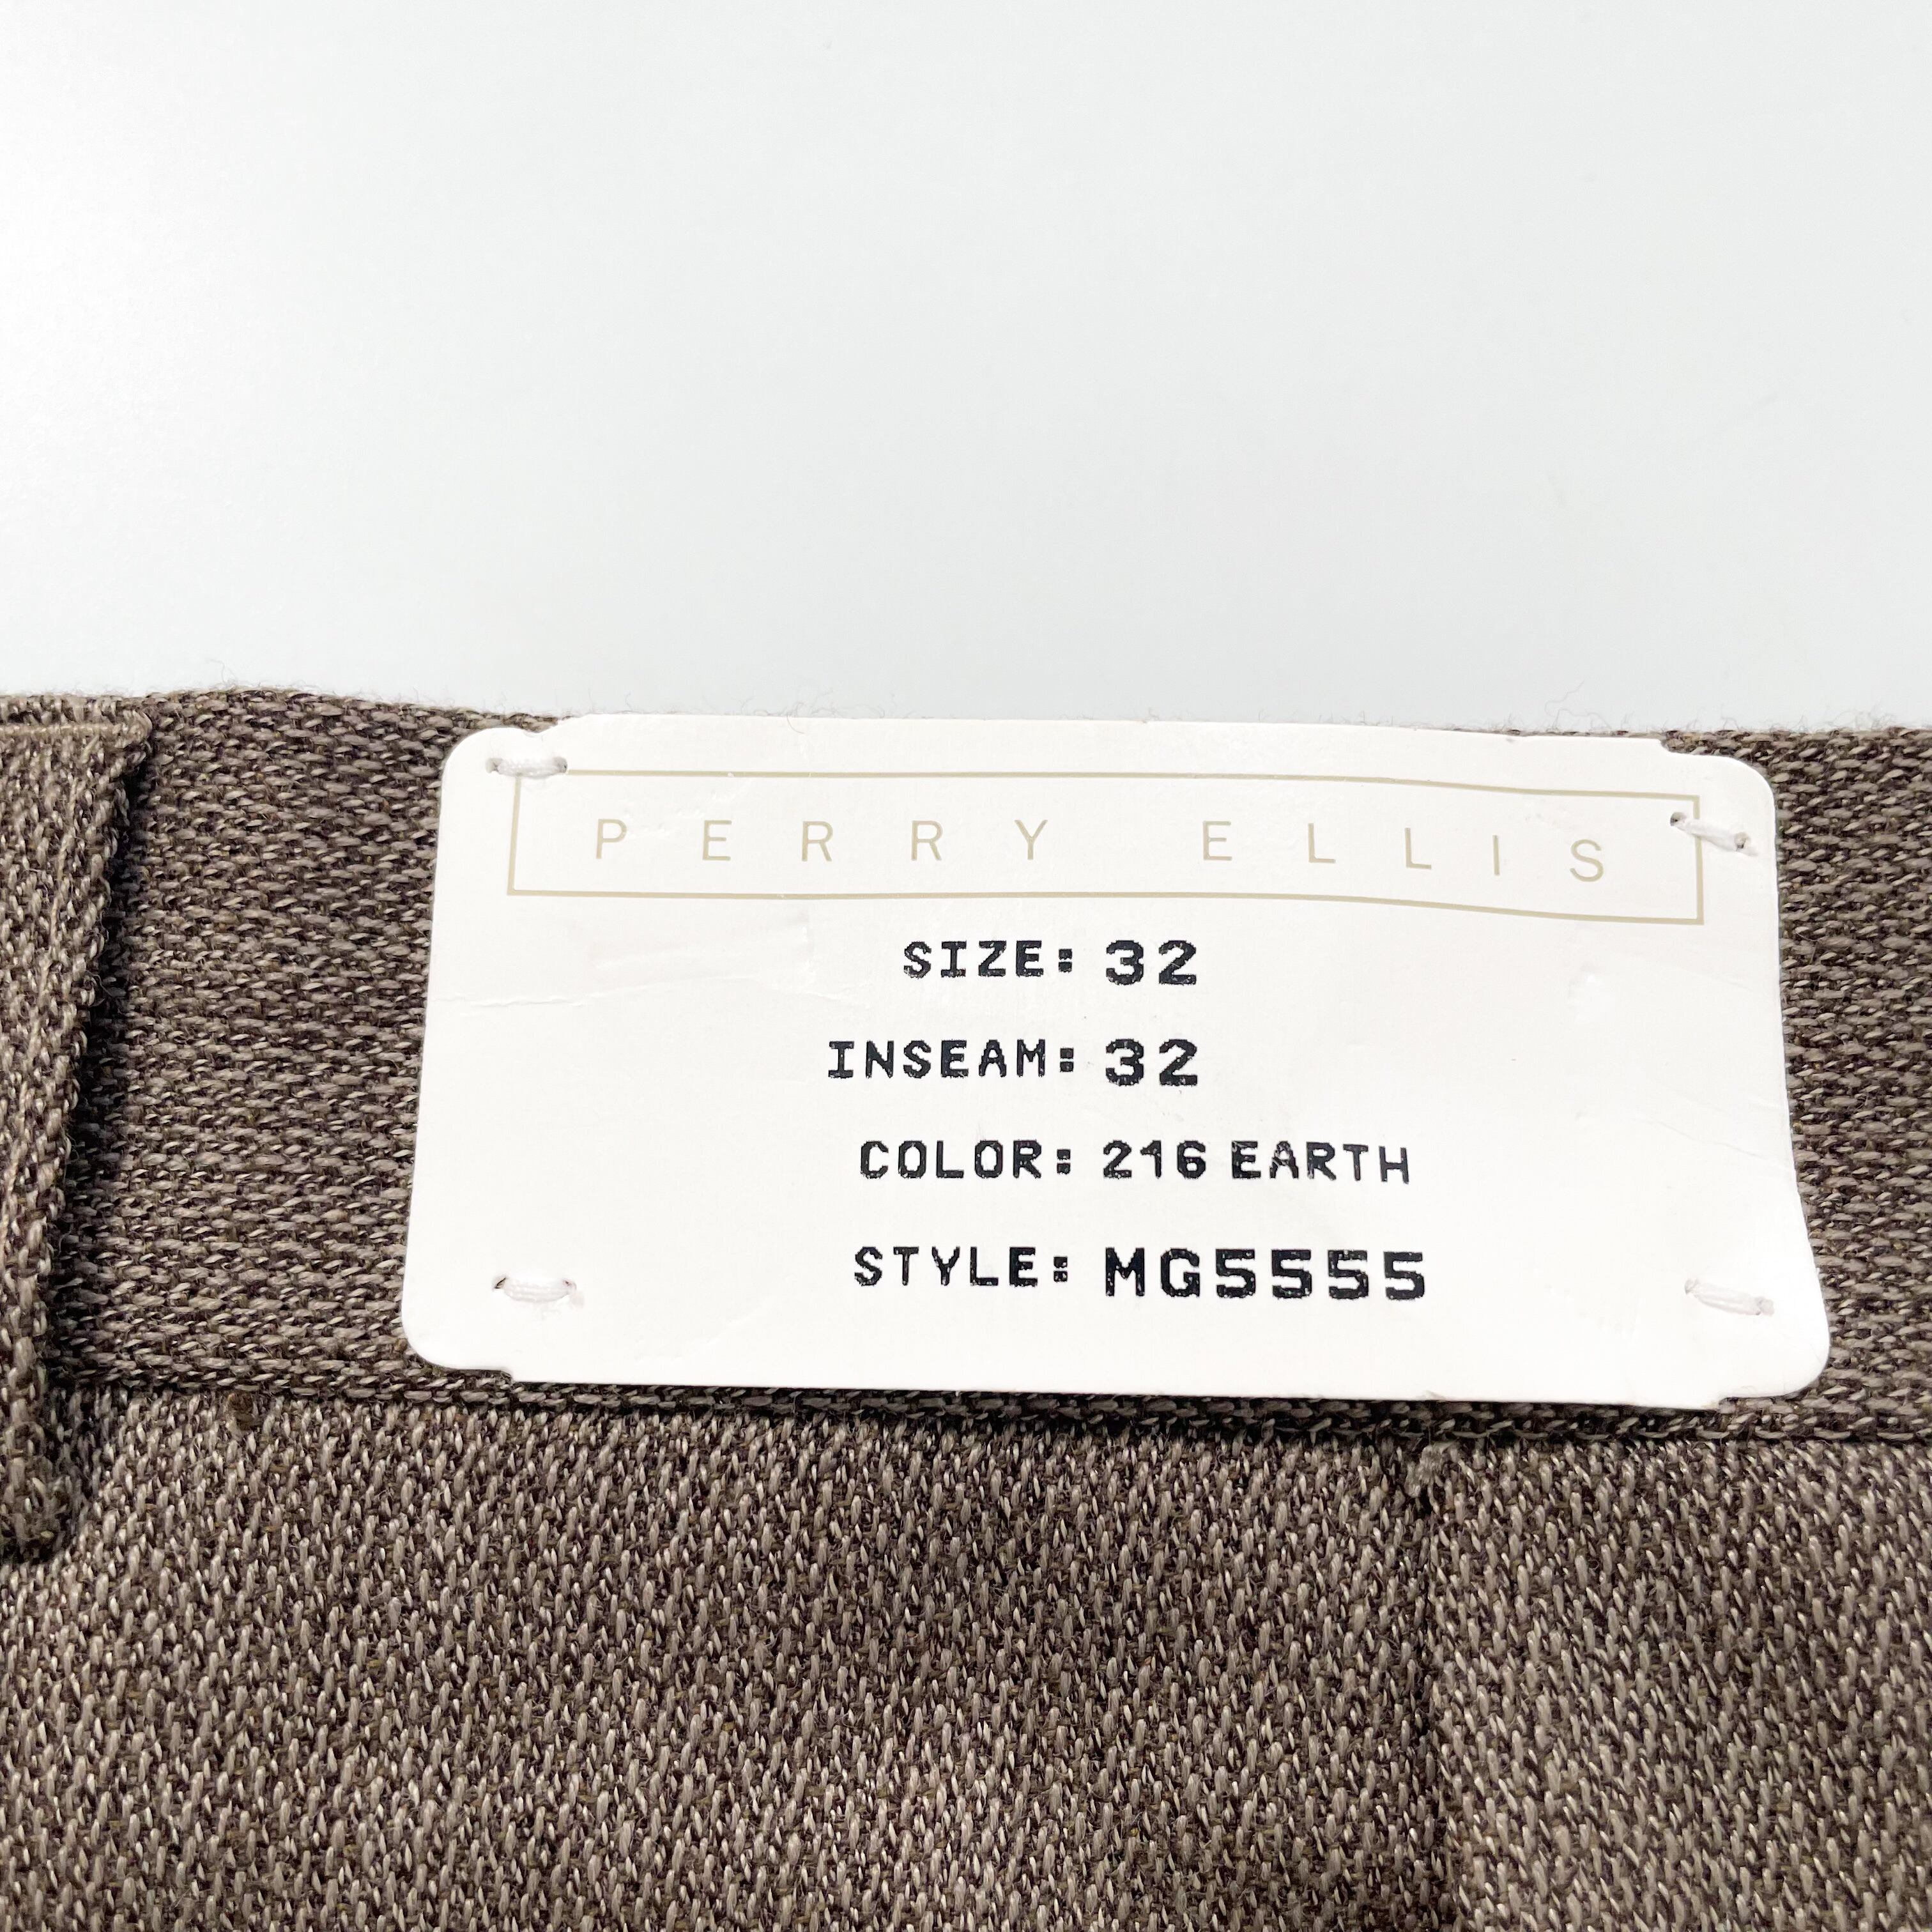 PERRY ELLIS
SIZE: 32
INSEAM: 32
COLOR: 216 EARTH
STYLE: MG5555